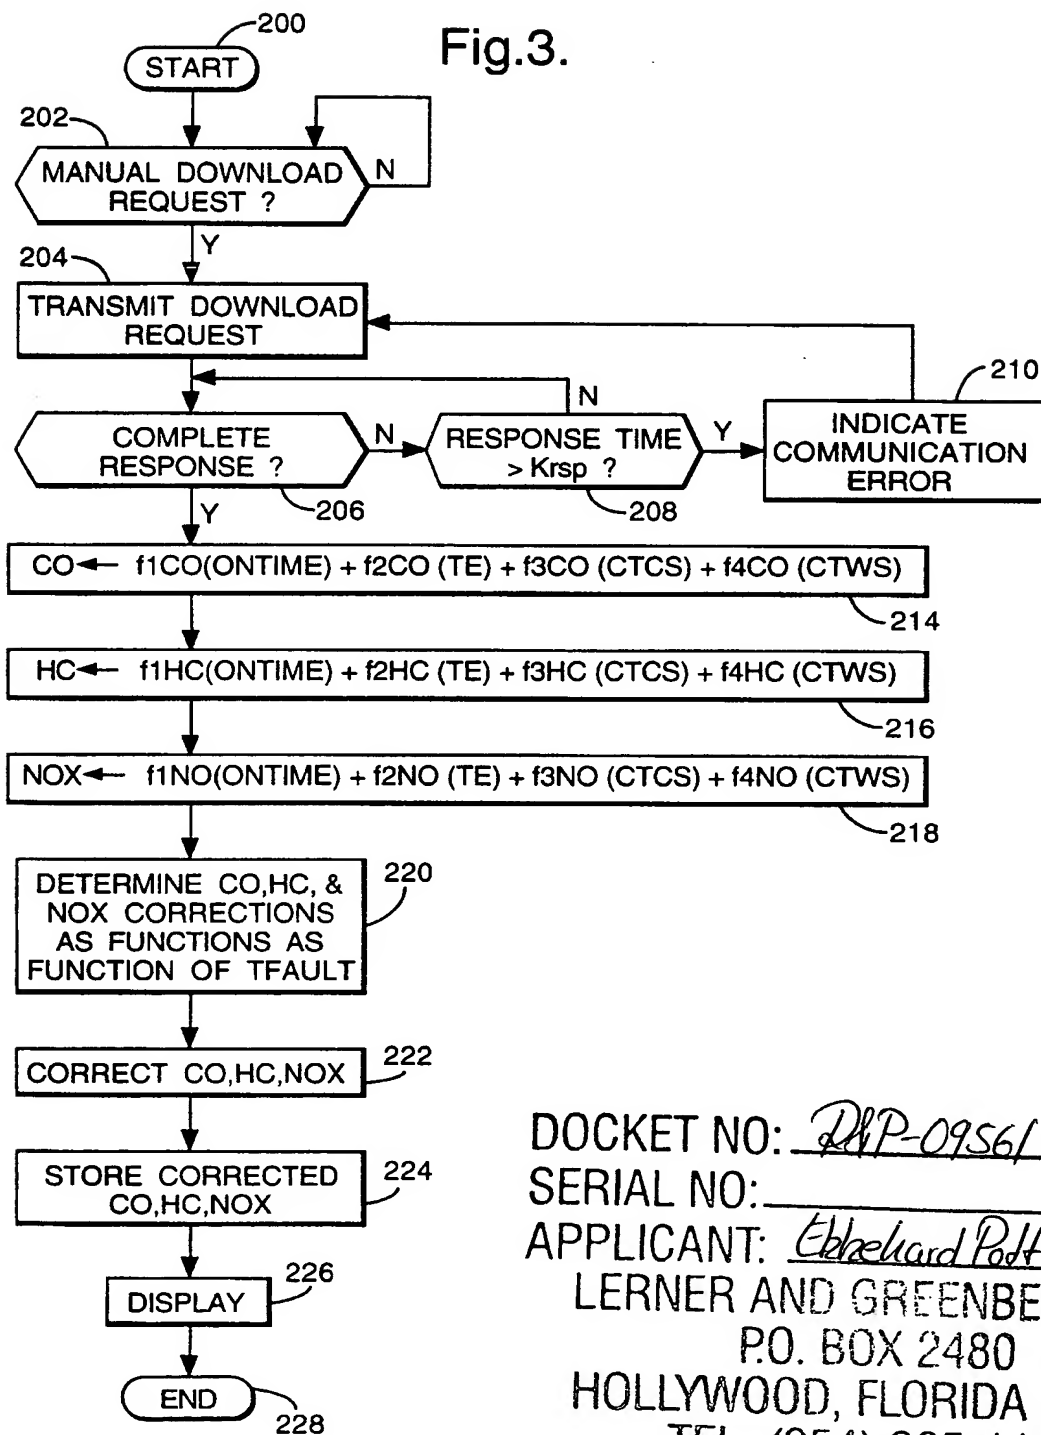 Fig.3.
200
START
202
MANUAL DOWNLOAD
REQUEST ?
N
Y
204
TRANSMIT DOWNLOAD
REQUEST
COMPLETE
RESPONSE ?
206
N
Y
RESPONSE TIME
> Krsp ?
208
N
Y
210
INDICATE
COMMUNICATION
ERROR
CO← f1CO(ONTIME) + f2CO (TE) + f3CO (CTCS) + f4CO (CTWS)
214
HC← f1HC(ONTIME) + f2HC (TE) + f3HC (CTCS) + f4HC (CTWS)
216
NOX← f1NO(ONTIME) + f2NO (TE) + f3NO (CTCS) + f4NO (CTWS)
218
DETERMINE CO,HC, &
NOX CORRECTIONS
AS FUNCTIONS AS
FUNCTION OF TFAULT
220
CORRECT CO,HC,NOX
222
STORE CORRECTED
CO,HC,NOX
224
DISPLAY
226
END
228
DOCKET NO:
SERIAL NO:
APPLICANT: Ekkehard Pott
LERNER AND GREENBE
P.O. BOX 2480
HOLLYWOOD, FLORIDA